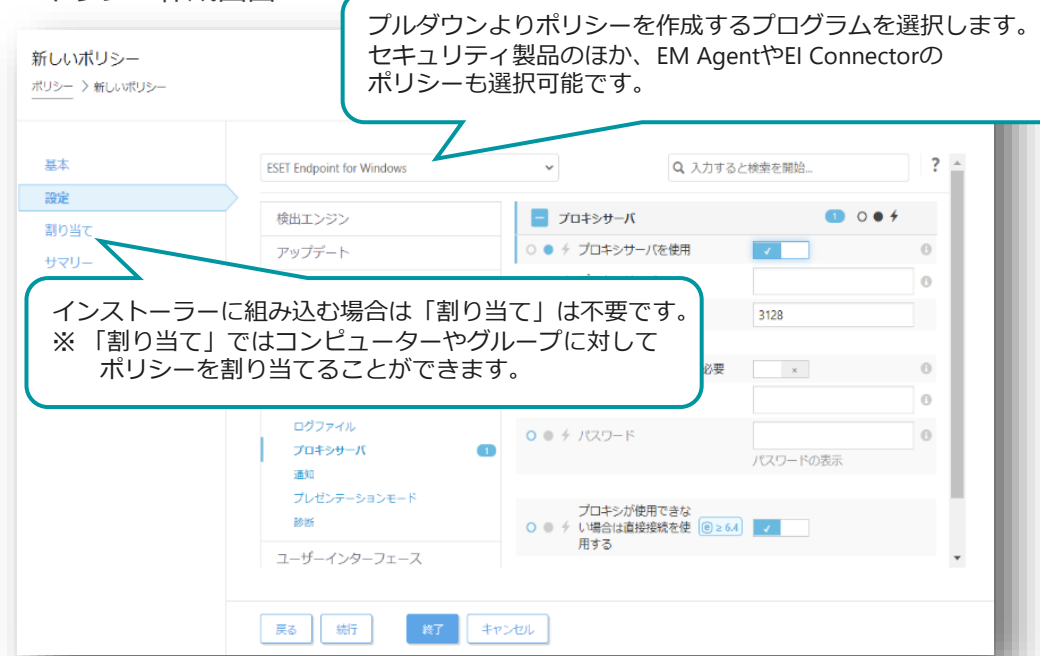 プルダウンよりポリシーを作成するプログラムを選択します。
セキュリティ製品のほか、EM AgentやEI Connectorの
ポリシーも選択可能です。
新しいポリシー
ポリシー 〉新しいポリシー
基本
設定
割り当て
サマリー
ESET Endpoint for Windows
入力すると検索を開始...
?
検出エンジン
アップデート
プロキシサーバ
1
プロキシサーバを使用
3128
インストーラーに組み込む場合は「割り当て」は不要です。
※ 「割り当て」ではコンピューターやグループに対して
ポリシーを割り当てることができます。
必要
ログファイル
プロキシサーバ
1
通知
プレゼンテーションモード
診断
ユーザーインターフェース
パスワード
パスワードの表示
プロキシが使用できな
い場合は直接接続を使
用する
ⓔ ≥ 6.4
戻る
続行
終了
キャンセル